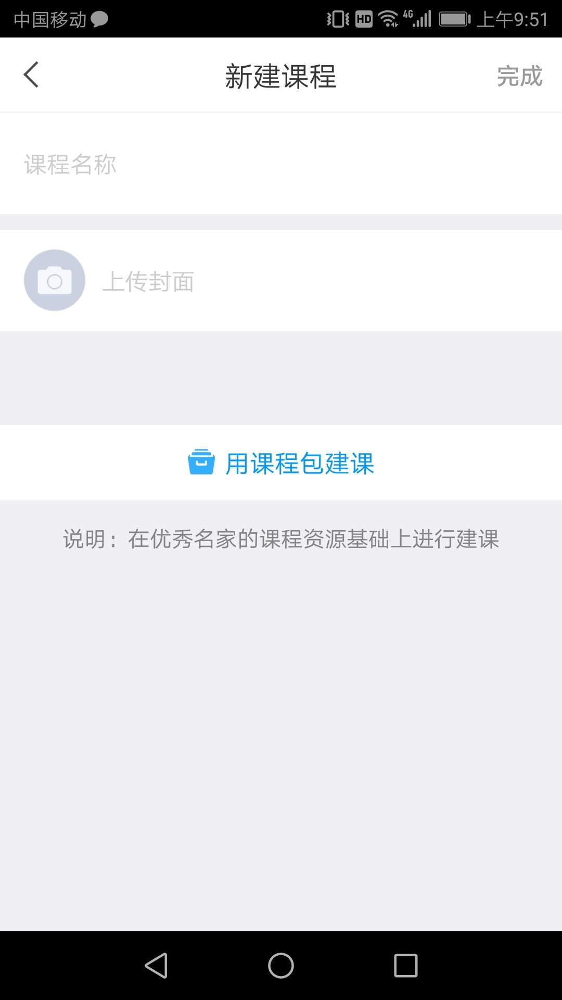 中国移动 HD 4G 上午9:51
新建课程 完成
课程名称
上传封面
用课程包建课
说明：在优秀名家的课程资源基础上进行建课